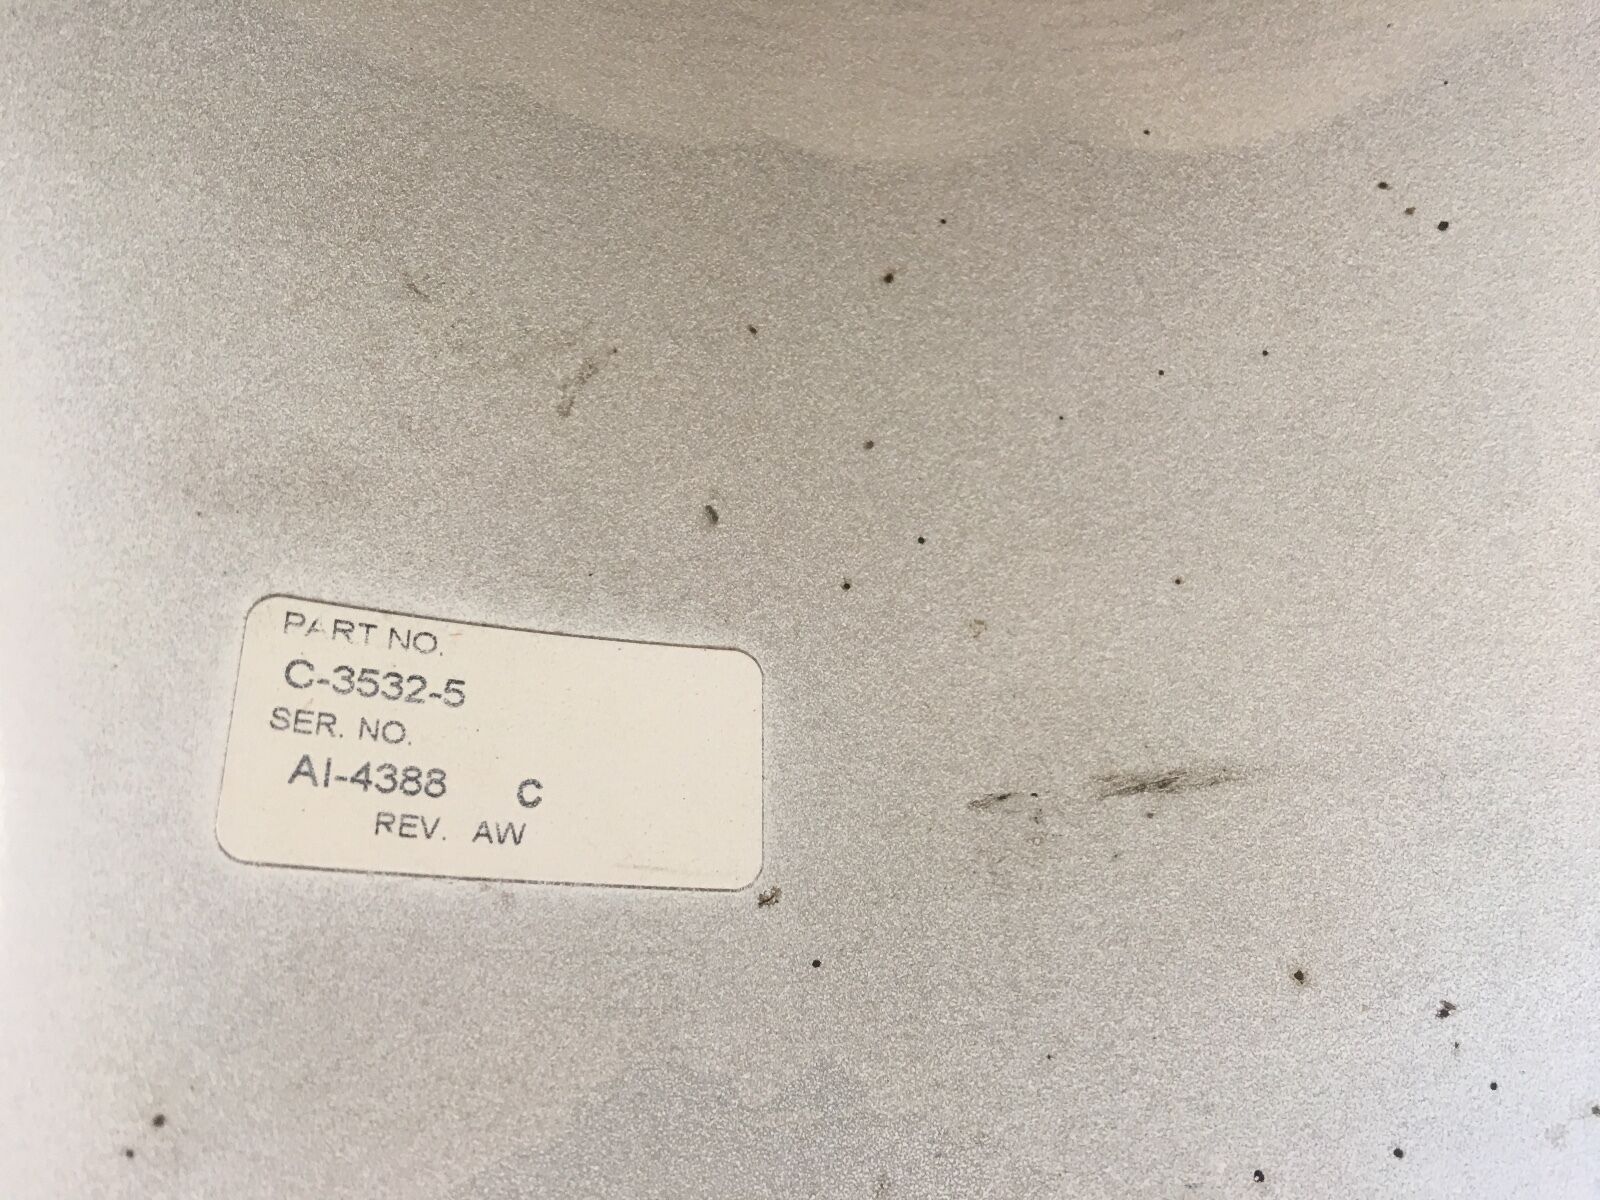 PART NO.
C-3532-5
SER. NO.
AI-4388 C
REV. AW